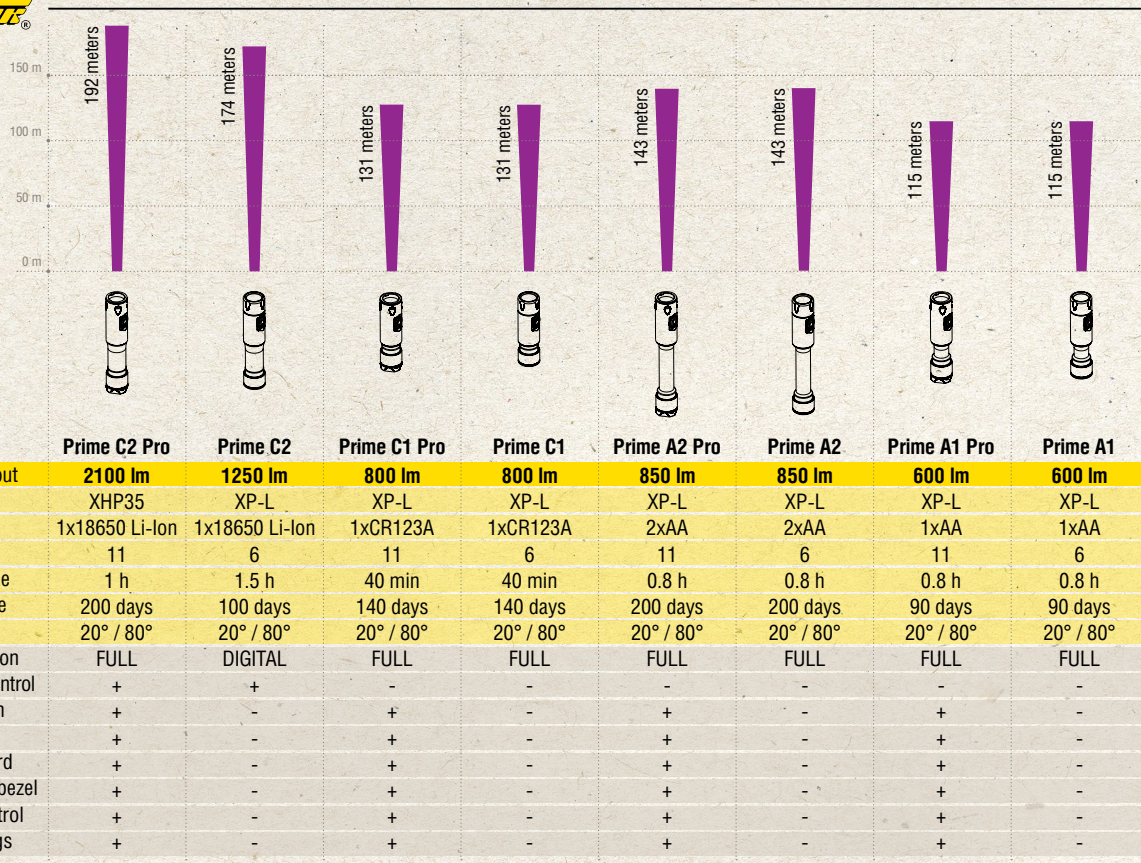 ®
192 meters
174 meters
131 meters
131 meters
143 meters
143 meters
115 meters
115 meters
150 m
100 m
50 m
0 m
Prime C2 Pro Prime C2 Prime C1 Pro Prime C1 Prime A2 Pro Prime A2 Prime A1 Pro Prime A1
out 2100 lm 1250 lm 800 lm 800 lm 850 lm 850 lm 600 lm 600 lm
XHP35 XP-L XP-L XP-L XP-L XP-L XP-L XP-L
1x18650 Li-Ion 1x18650 Li-Ion 1xCR123A 1xCR123A 2xAA 2xAA 1xAA 1xAA
11 6 11 6 11 6 11 6
e 1 h 1.5 h 40 min 40 min 0.8 h 0.8 h 0.8 h 0.8 h
e 200 days 100 days 140 days 140 days 200 days 200 days 90 days 90 days
20° / 80° 20° / 80° 20° / 80° 20° / 80° 20° / 80° 20° / 80° 20° / 80° 20° / 80°
on FULL DIGITAL FULL FULL FULL FULL FULL FULL
ntrol + + - - - - - -
n + - + - + - + -
+ - + - + - + -
rd + - + - + - + -
bezel + - + - + - + -
trol + - + - + - + -
gs + - + - + - + -